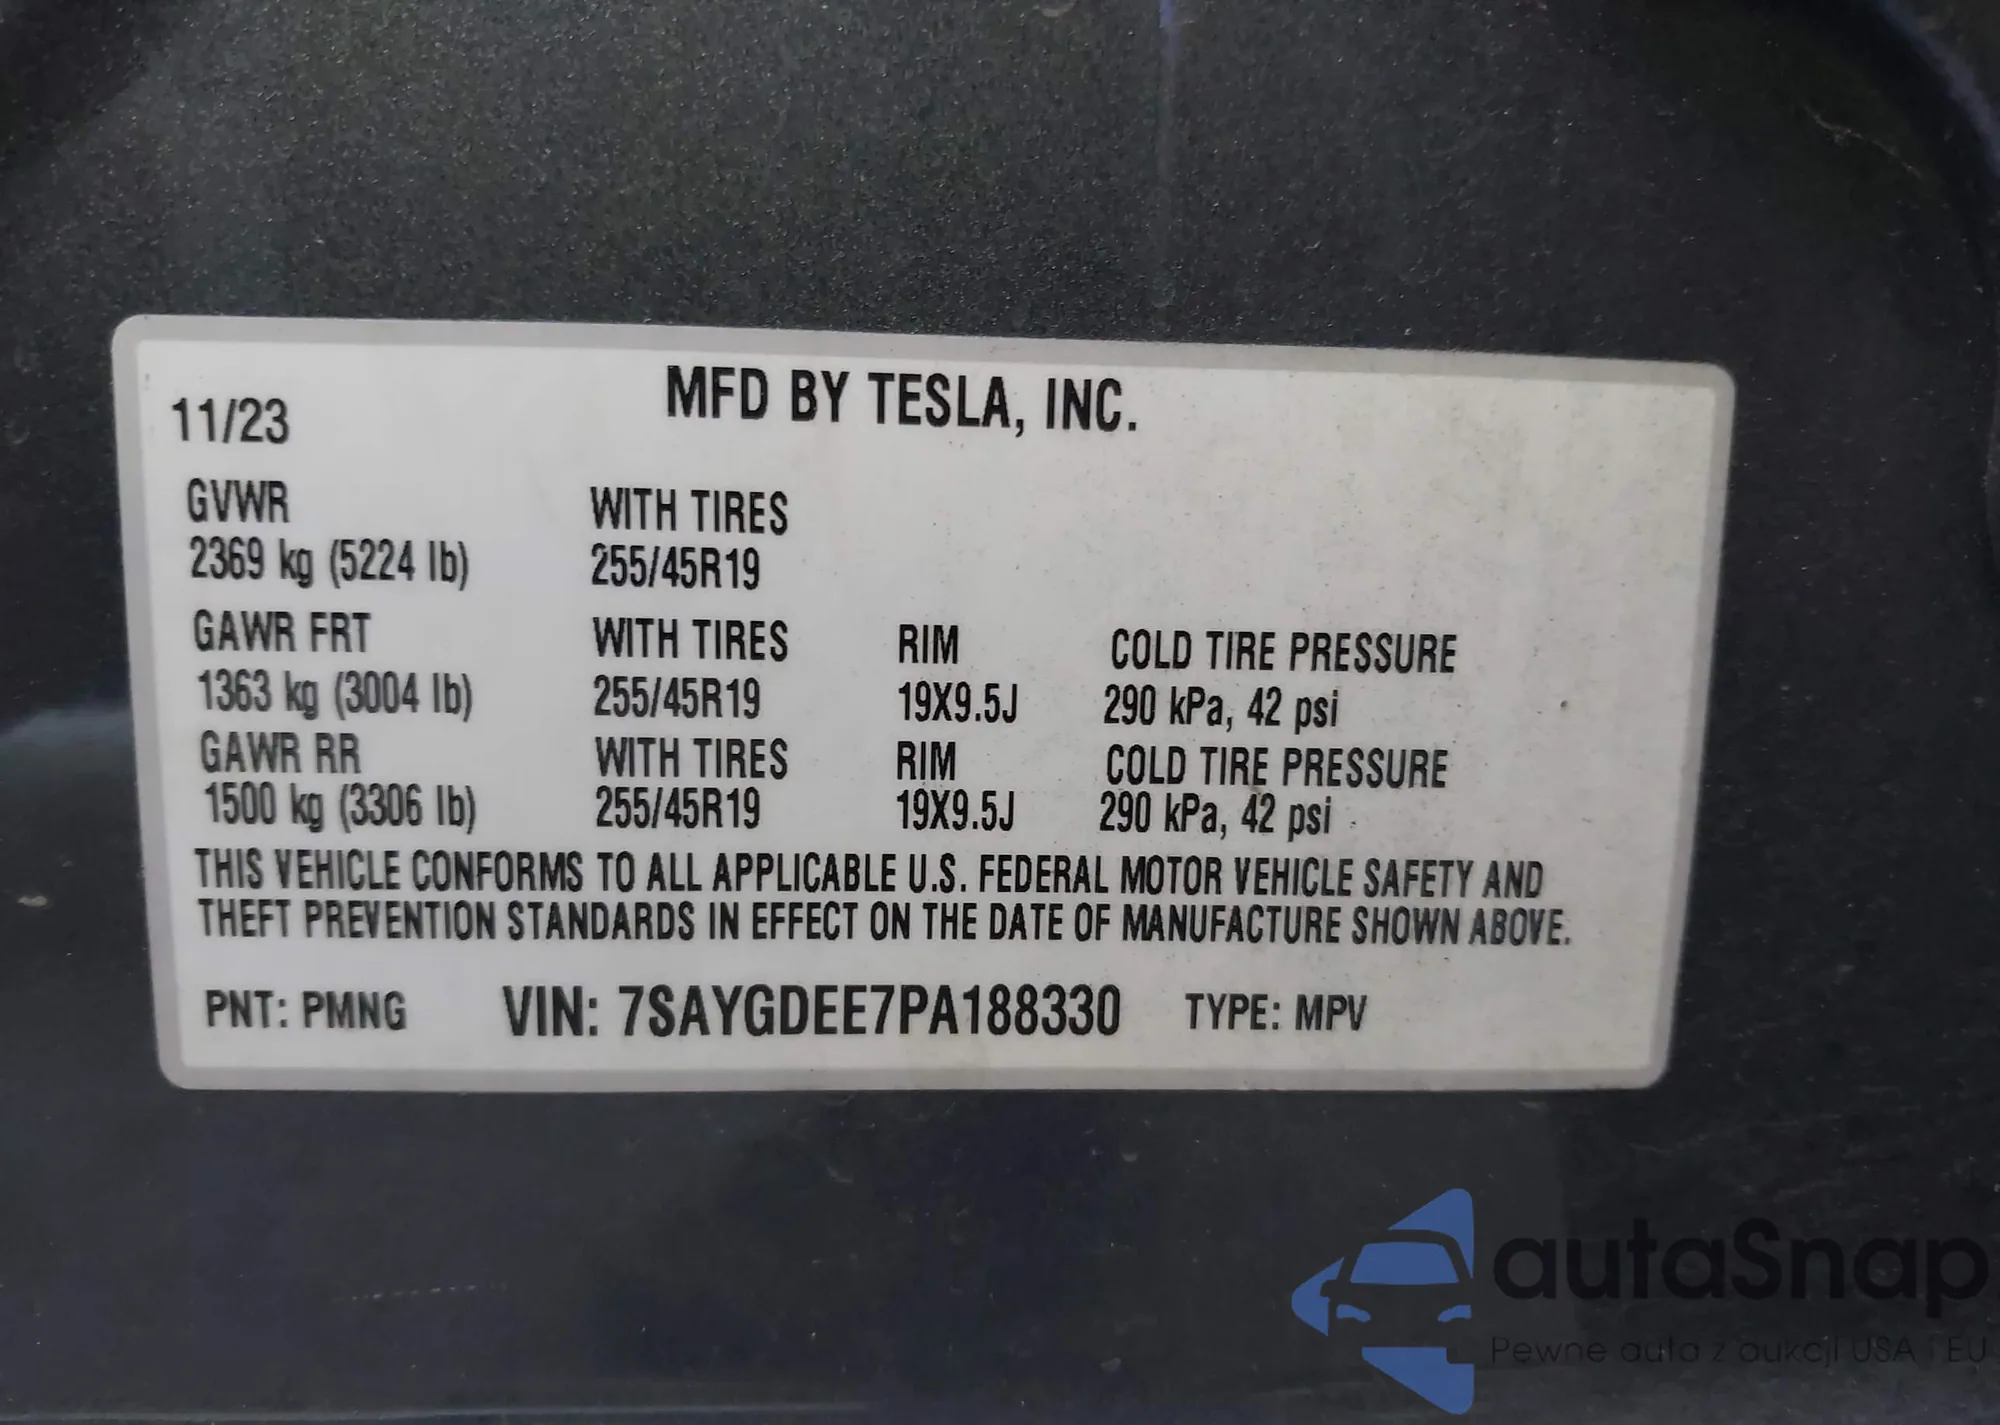 MFD BY TESLA, INC.
11/23
GVWR WITH TIRES
2369 kg (5224 lb) 255/45R19
GAWR FRT WITH TIRES RIM COLD TIRE PRESSURE
1363 kg (3004 lb) 255/45R19 19X9.5J 290 kPa, 42 psi
GAWR RR WITH TIRES RIM COLD TIRE PRESSURE
1500 kg (3306 lb) 255/45R19 19X9.5J 290 kPa, 42 psi
THIS VEHICLE CONFORMS TO ALL APPLICABLE U.S. FEDERAL MOTOR VEHICLE SAFETY AND
THEFT PREVENTION STANDARDS IN EFFECT ON THE DATE OF MANUFACTURE SHOWN ABOVE.
PNT: PMNG VIN: 7SAYGDEE7PA188330 TYPE: MPV
autaSnap
Pewne auta z aukcji USA i EU